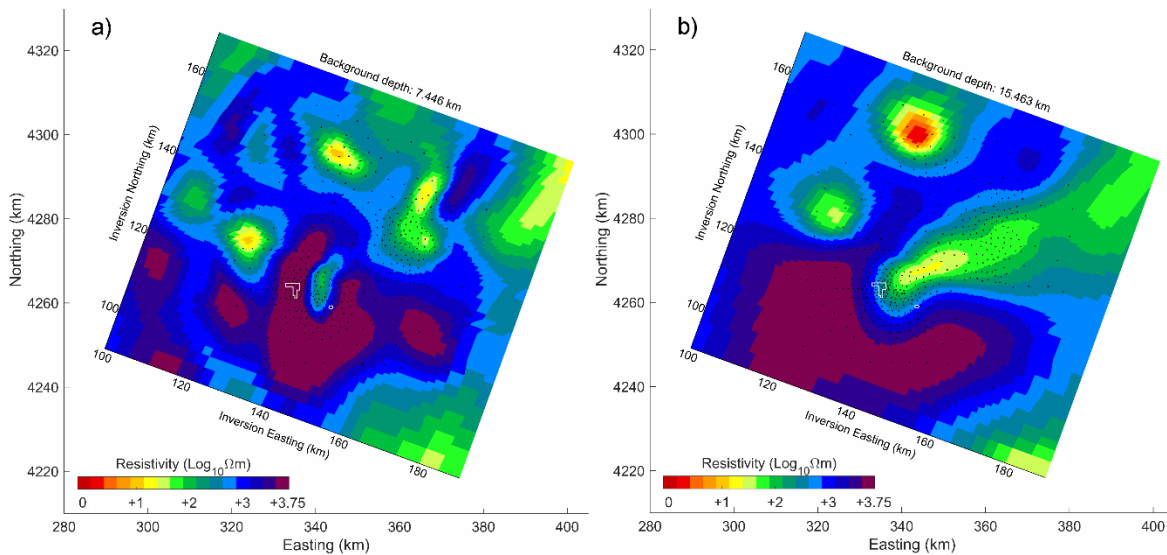 a)
4320
4300
4280
4260
4240
4220
Northing (km)
Background depth: 7.446 km
160
140
120
100
Inversion Northing (km)
100
120
140
160
180
Inversion Easting (km)
Resistivity (Log10Ωm)
0 +1 +2 +3 +3.75
280 300 320 340 360 380 400
Easting (km)
b)
4320
4300
4280
4260
4240
4220
Northing (km)
Background depth: 15.463 km
160
140
120
100
Inversion Northing (km)
100
120
140
160
180
Inversion Easting (km)
Resistivity (Log10Ωm)
0 +1 +2 +3 +3.75
280 300 320 340 360 380 400
Easting (km)